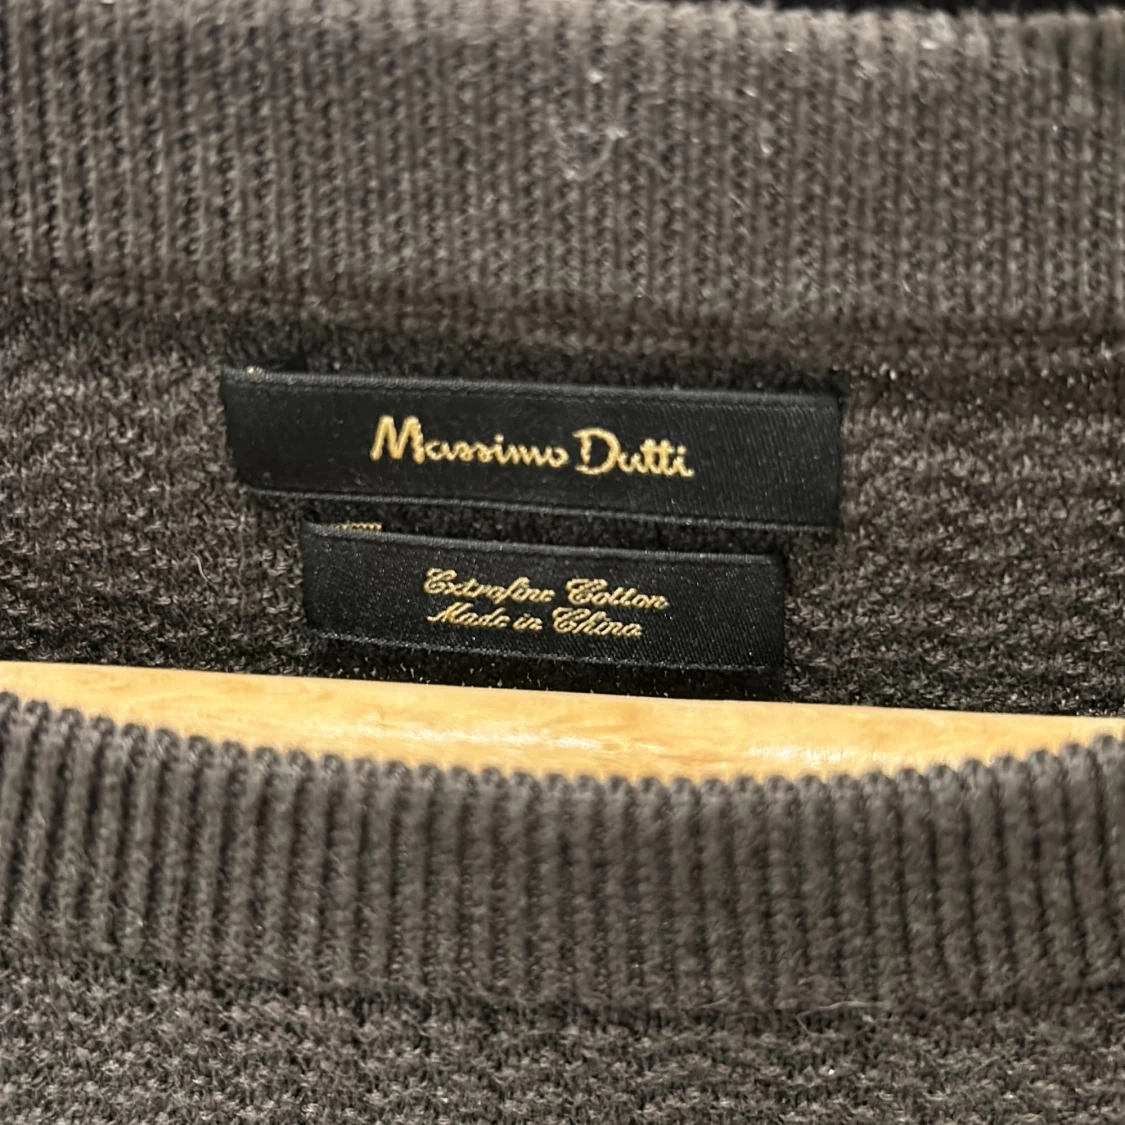 Massimo Dutti
Extrafine Cotton
Made in China